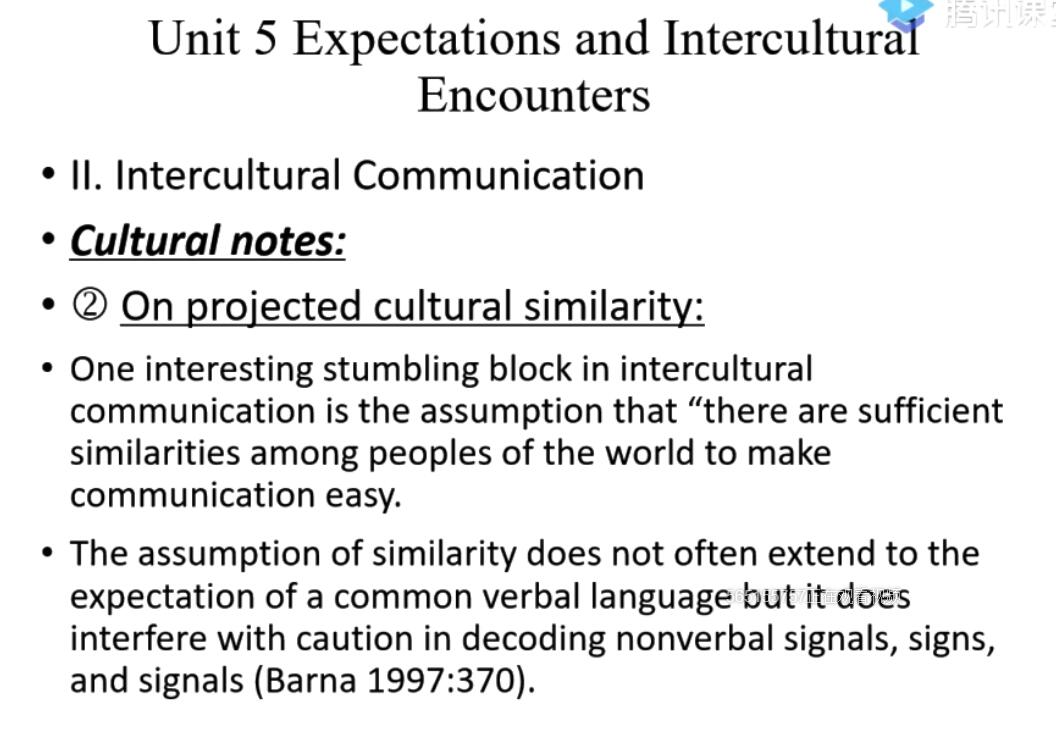 腾讯课堂
Unit 5 Expectations and Intercultural
Encounters
• II. Intercultural Communication
• Cultural notes:
• ② On projected cultural similarity:
• One interesting stumbling block in intercultural
communication is the assumption that “there are sufficient
similarities among peoples of the world to make
communication easy.
• The assumption of similarity does not often extend to the
expectation of a common verbal language but it does
interfere with caution in decoding nonverbal signals, signs,
and signals (Barna 1997:370).